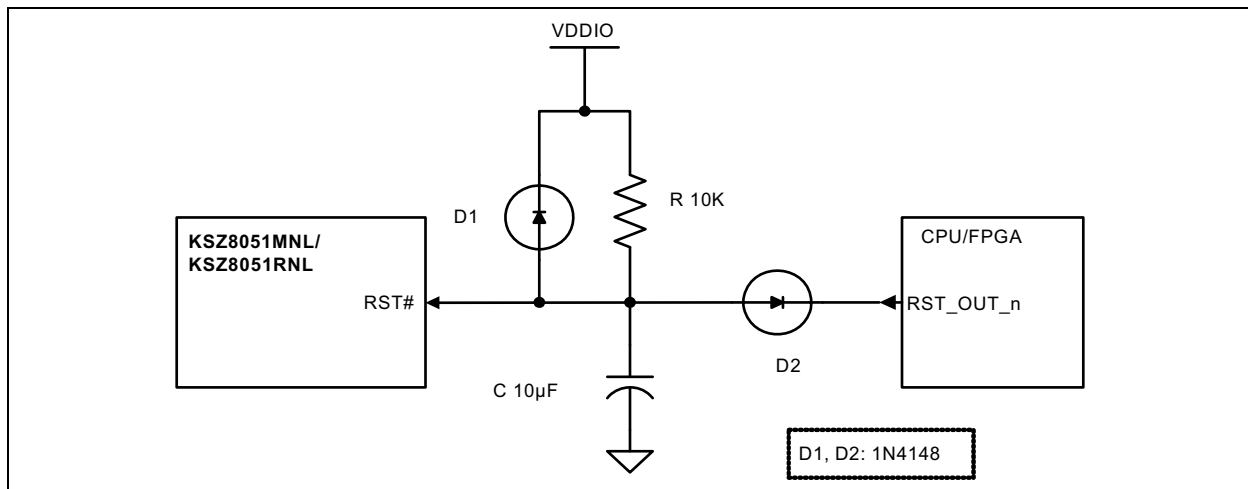 VDDIO
D1
R 10K
KSZ8051MNL/
KSZ8051RNL
CPU/FPGA
RST#
RST_OUT_n
D2
C 10µF
D1, D2: 1N4148